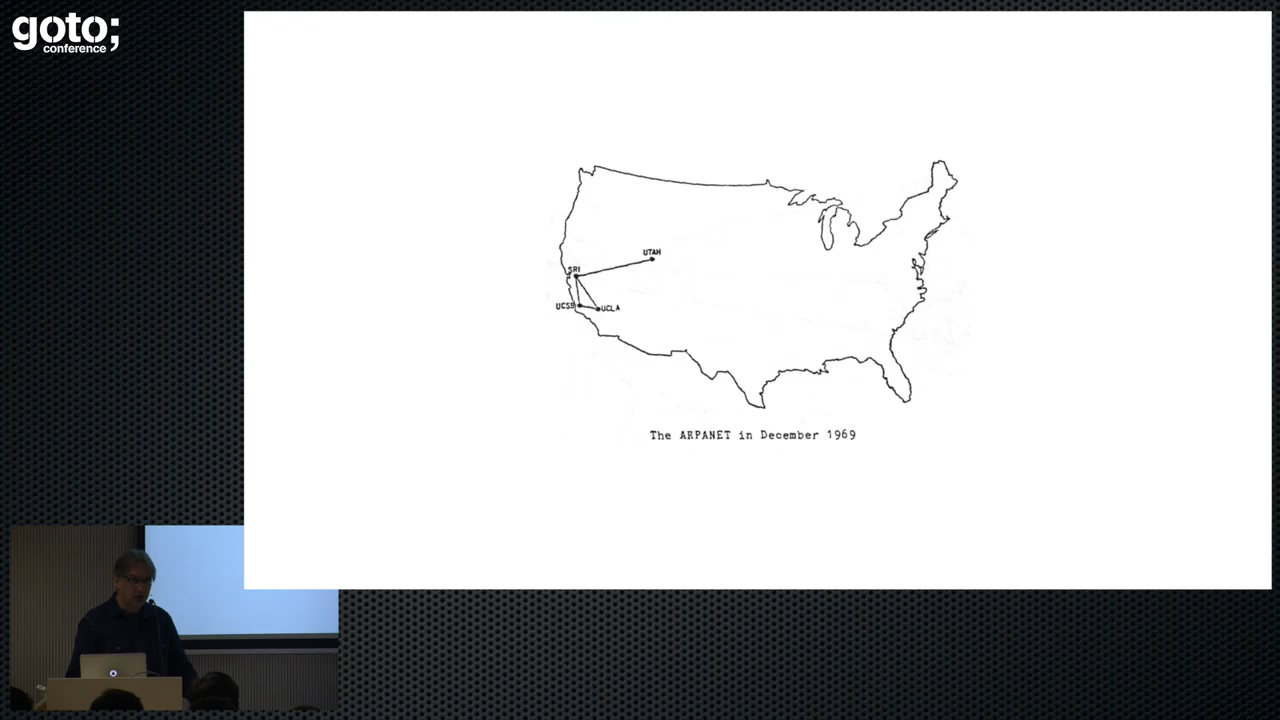 goto;
conference
UTAH
SRI
UCSB
UCLA
The ARPANET in December 1969